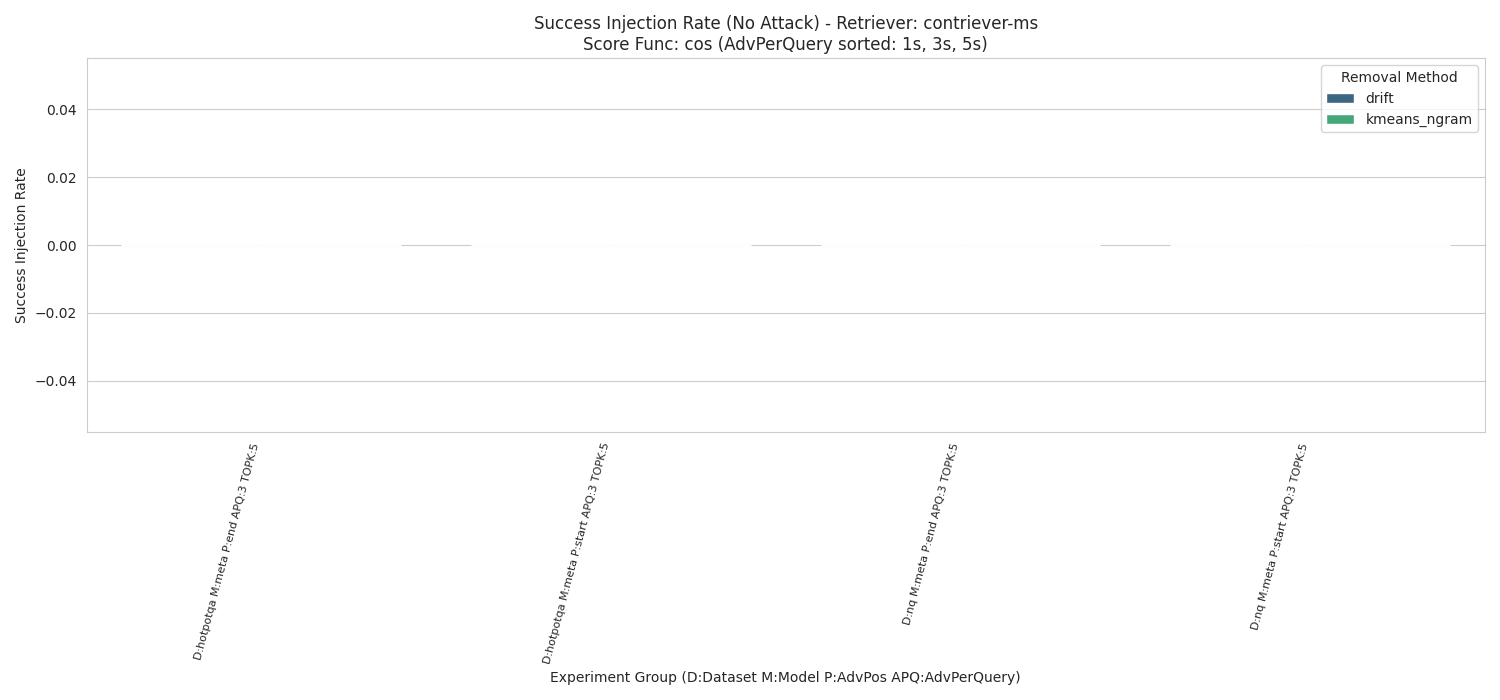 Success Injection Rate (No Attack) - Retriever: contriever-ms
Score Func: cos (AdvPerQuery sorted: 1s, 3s, 5s)
Removal Method
drift
kmeans_ngram
Success Injection Rate
0.04
0.02
0.00
−0.02
−0.04
D:hotpotqa M:meta P:end APQ:3 TOPK:5
D:hotpotqa M:meta P:start APQ:3 TOPK:5
D:nq M:meta P:end APQ:3 TOPK:5
D:nq M:meta P:start APQ:3 TOPK:5
Experiment Group (D:Dataset M:Model P:AdvPos APQ:AdvPerQuery)